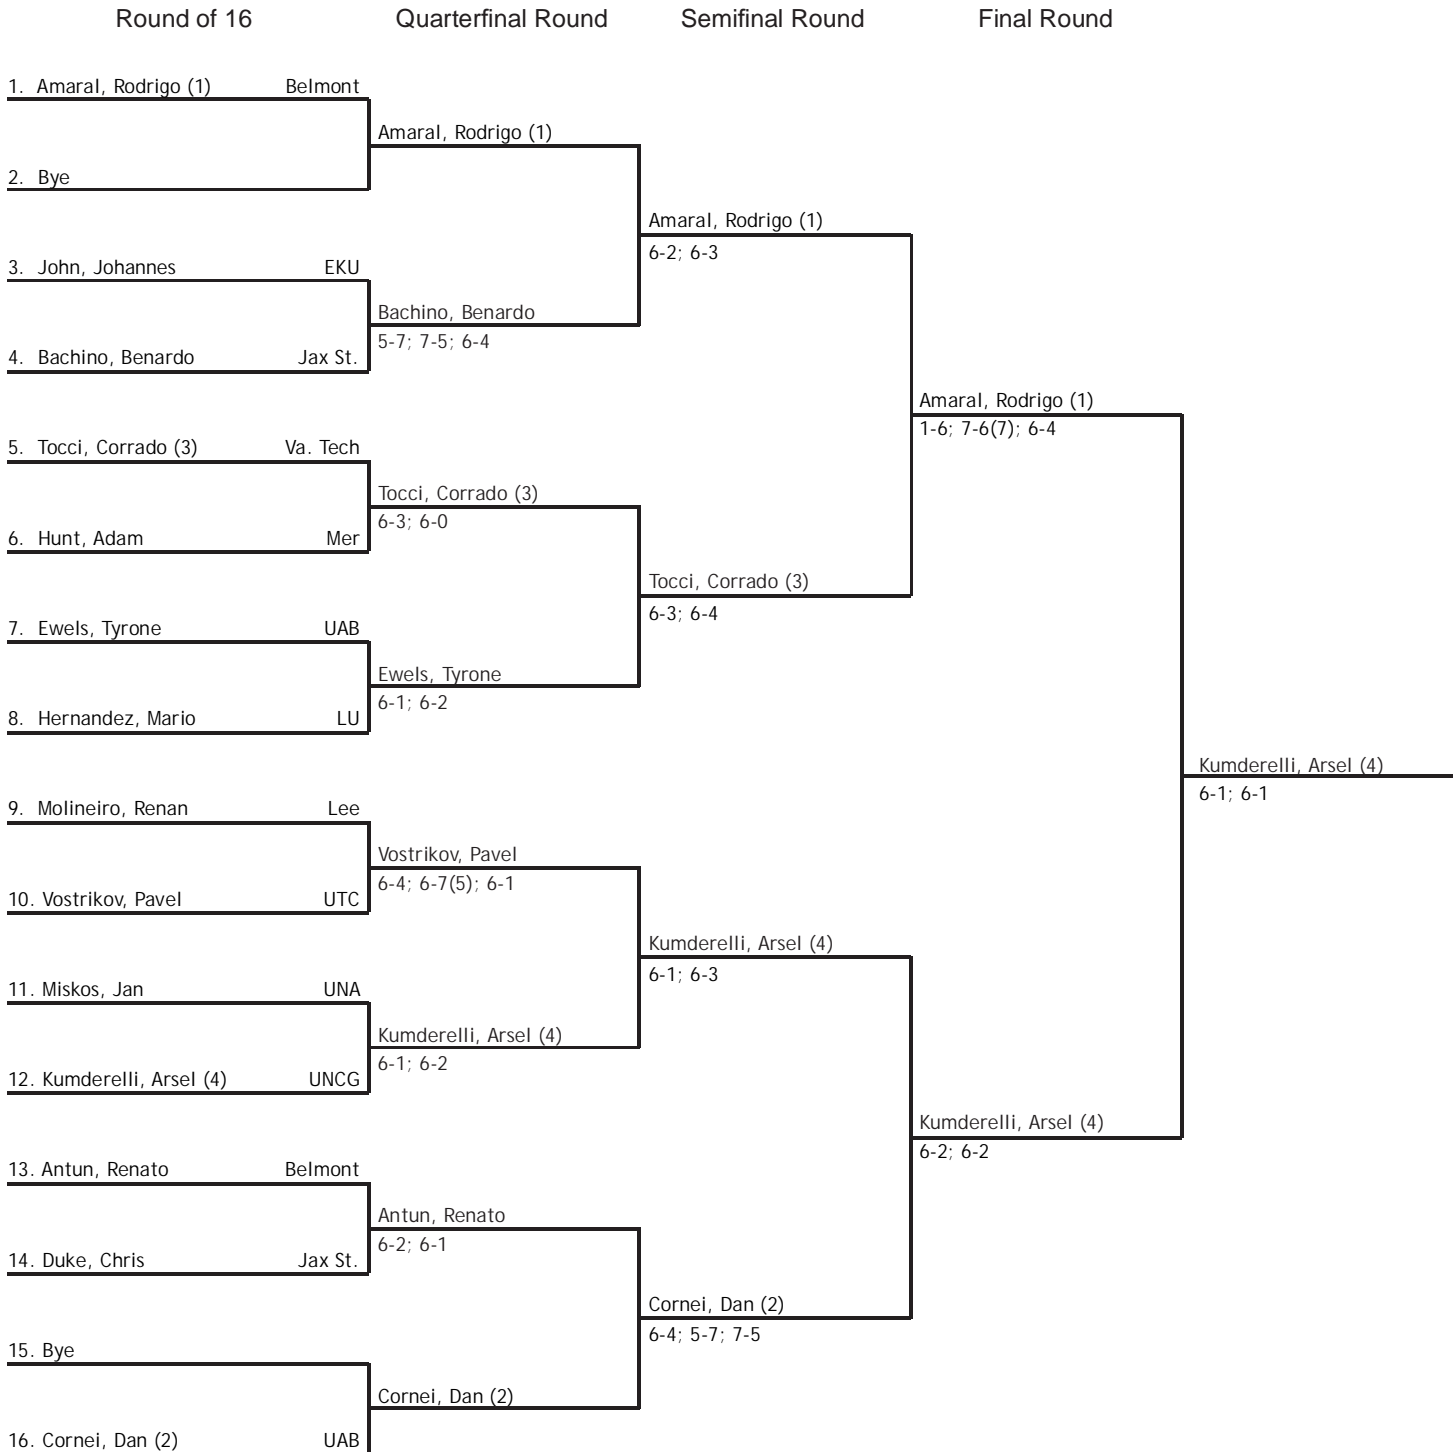 Round of 16 Quarterfinal Round Semifinal Round Final Round
1. Amaral, Rodrigo (1) Belmont
Amaral, Rodrigo (1)
2. Bye
Amaral, Rodrigo (1)
6-2; 6-3
3. John, Johannes EKU
Bachino, Benardo
5-7; 7-5; 6-4
4. Bachino, Benardo Jax St.
Amaral, Rodrigo (1)
1-6; 7-6(7); 6-4
5. Tocci, Corrado (3) Va. Tech
Tocci, Corrado (3)
6-3; 6-0
6. Hunt, Adam Mer
Tocci, Corrado (3)
6-3; 6-4
7. Ewels, Tyrone UAB
Ewels, Tyrone
6-1; 6-2
8. Hernandez, Mario LU
Kumderelli, Arsel (4)
6-1; 6-1
9. Molineiro, Renan Lee
Vostrikov, Pavel
6-4; 6-7(5); 6-1
10. Vostrikov, Pavel UTC
Kumderelli, Arsel (4)
6-1; 6-3
11. Miskos, Jan UNA
Kumderelli, Arsel (4)
6-1; 6-2
12. Kumderelli, Arsel (4) UNCG
Kumderelli, Arsel (4)
6-2; 6-2
13. Antun, Renato Belmont
Antun, Renato
6-2; 6-1
14. Duke, Chris Jax St.
Cornei, Dan (2)
6-4; 5-7; 7-5
15. Bye
Cornei, Dan (2)
16. Cornei, Dan (2) UAB